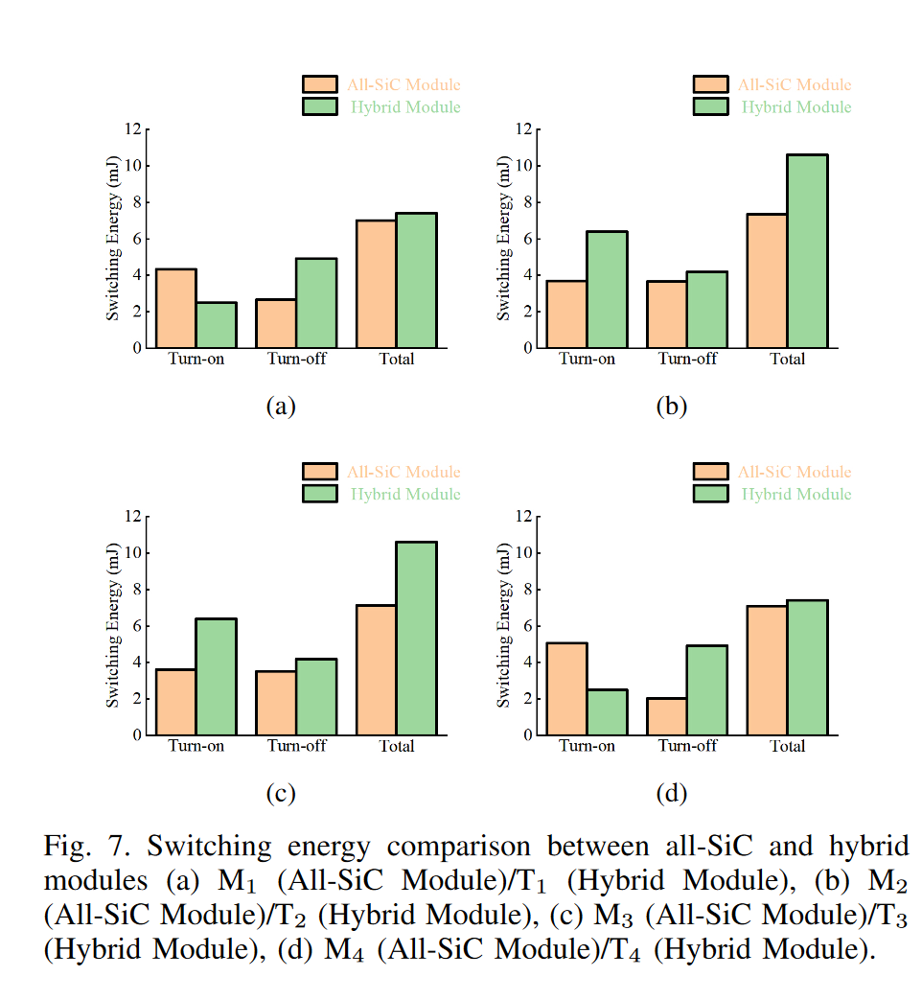 All-SiC Module
Hybrid Module
12
10
8
6
4
2
0
Switching Energy (mJ)
Turn-on
Turn-off
Total
(a)
All-SiC Module
Hybrid Module
12
10
8
6
4
2
0
Switching Energy (mJ)
Turn-on
Turn-off
Total
(b)
All-SiC Module
Hybrid Module
12
10
8
6
4
2
0
Switching Energy (mJ)
Turn-on
Turn-off
Total
(c)
All-SiC Module
Hybrid Module
12
10
8
6
4
2
0
Switching Energy (mJ)
Turn-on
Turn-off
Total
(d)
Fig. 7. Switching energy comparison between all-SiC and hybrid
modules (a) M₁ (All-SiC Module)/T₁ (Hybrid Module), (b) M₂
(All-SiC Module)/T₂ (Hybrid Module), (c) M₃ (All-SiC Module)/T₃
(Hybrid Module), (d) M₄ (All-SiC Module)/T₄ (Hybrid Module).